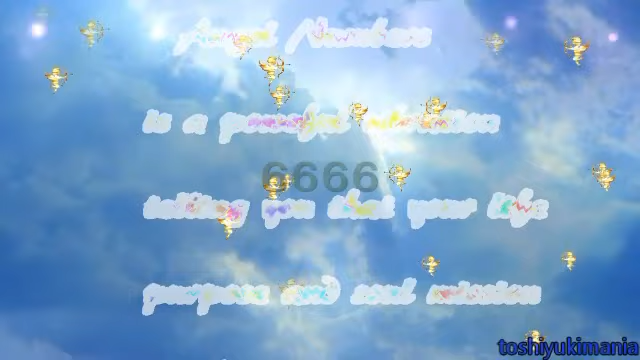 Angel Numbers
is a powerful
6666
telling you that your life
purpose and soul mission
toshiyukimania